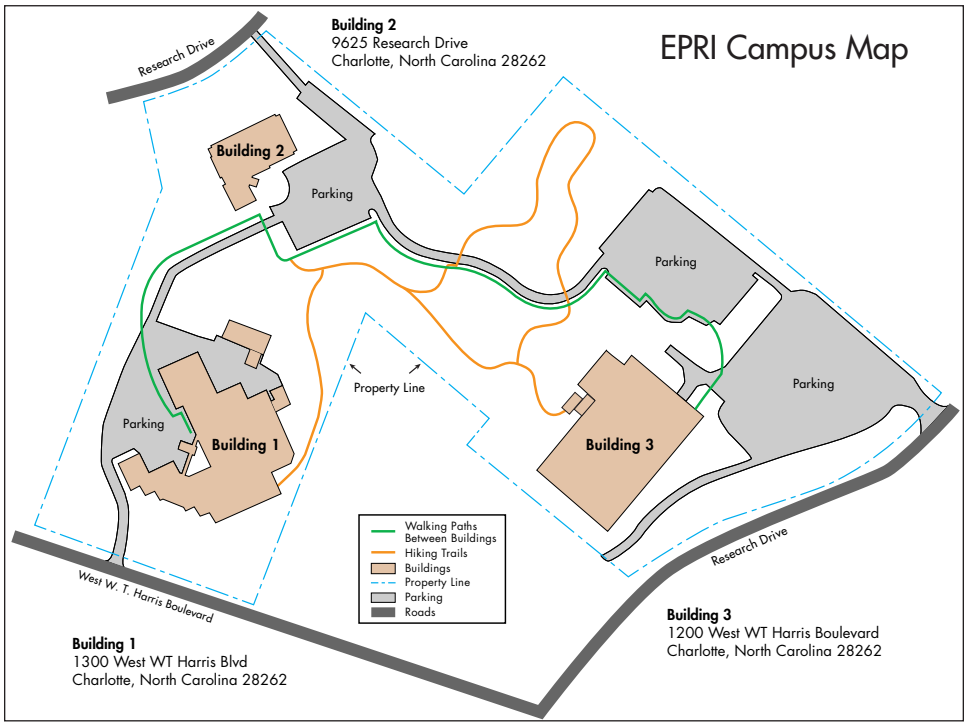 EPRI Campus Map
Building 2
9625 Research Drive
Charlotte, North Carolina 28262
Research Drive
Building 2
Parking
Parking
Parking
Property Line
Parking
Building 1
Building 3
Walking Paths
Between Buildings
Hiking Trails
Buildings
Property Line
Parking
Roads
Research Drive
West W. T. Harris Boulevard
Building 1
1300 West WT Harris Blvd
Charlotte, North Carolina 28262
Building 3
1200 West WT Harris Boulevard
Charlotte, North Carolina 28262